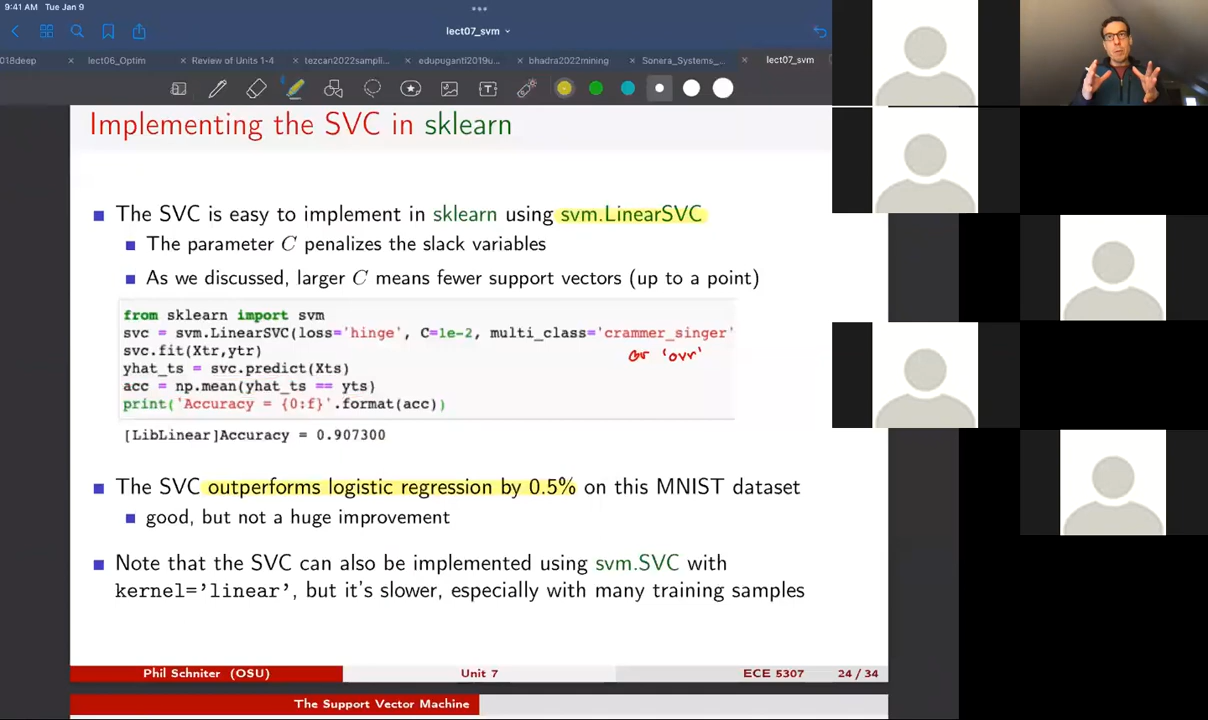 9:41 AM Tue Jan 9
lect07_svm
018deep
lect06_Optim
Review of Units 1-4
tezcan2022sampli...
edupuganti2019u...
bhadra2022mining
Sonera_Systems_...
lect07_svm
Implementing the SVC in sklearn
The SVC is easy to implement in sklearn using svm.LinearSVC
The parameter C penalizes the slack variables
As we discussed, larger C means fewer support vectors (up to a point)
from sklearn import svm
svc = svm.LinearSVC(loss='hinge', C=1e-2, multi_class='crammer_singer'
or 'ovr'
svc.fit(Xtr,ytr)
yhat_ts = svc.predict(Xts)
acc = np.mean(yhat_ts == yts)
print('Accuracy = {0:f}'.format(acc))
[LibLinear]Accuracy = 0.907300
The SVC outperforms logistic regression by 0.5% on this MNIST dataset
good, but not a huge improvement
Note that the SVC can also be implemented using svm.SVC with
kernel='linear', but it's slower, especially with many training samples
Phil Schniter (OSU) Unit 7 ECE 5307 24 / 34
The Support Vector Machine